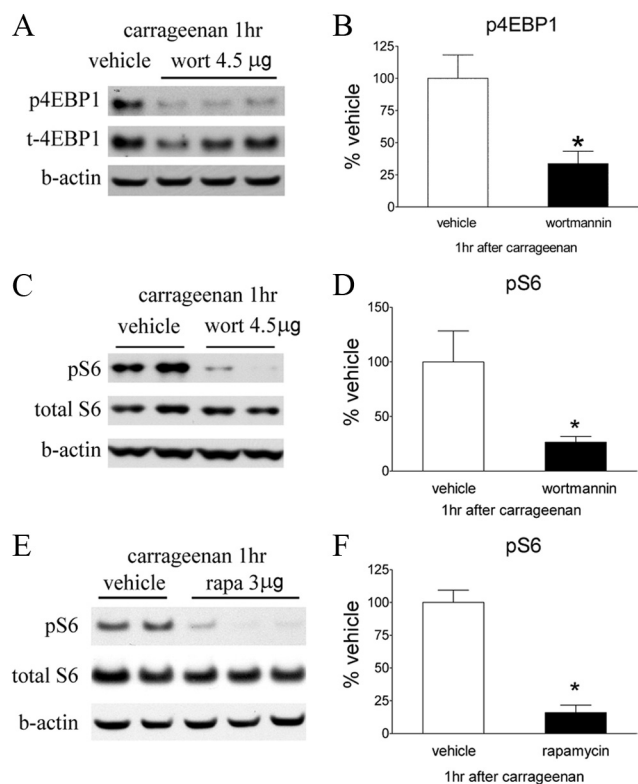 A
carrageenan 1hr
vehicle wort 4.5 µg
p4EBP1
t-4EBP1
b-actin
B
p4EBP1
% vehicle
125
100
75
50
25
0
*
vehicle wortmannin
1hr after carrageenan
C
carrageenan 1hr
vehicle wort 4.5µg
pS6
total S6
b-actin
D
pS6
% vehicle
150
100
50
0
*
vehicle wortmannin
1hr after carrageenan
E
carrageenan 1hr
vehicle rapa 3µg
pS6
total S6
b-actin
F
pS6
% vehicle
125
100
75
50
25
0
*
vehicle rapamycin
1hr after carrageenan